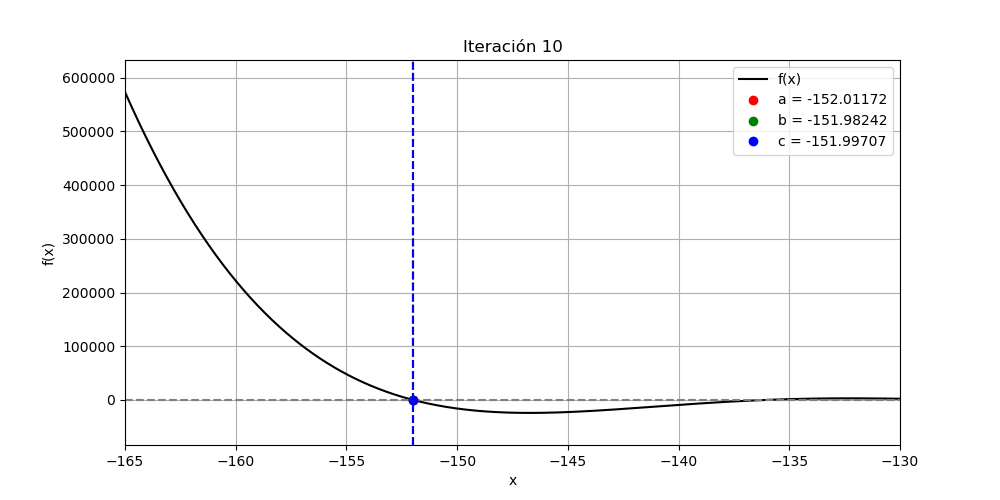 Iteración 10
f(x)
a = -152.01172
b = -151.98242
c = -151.99707
600000
500000
400000
300000
200000
100000
0
f(x)
−165
−160
−155
−150
−145
−140
−135
−130
x